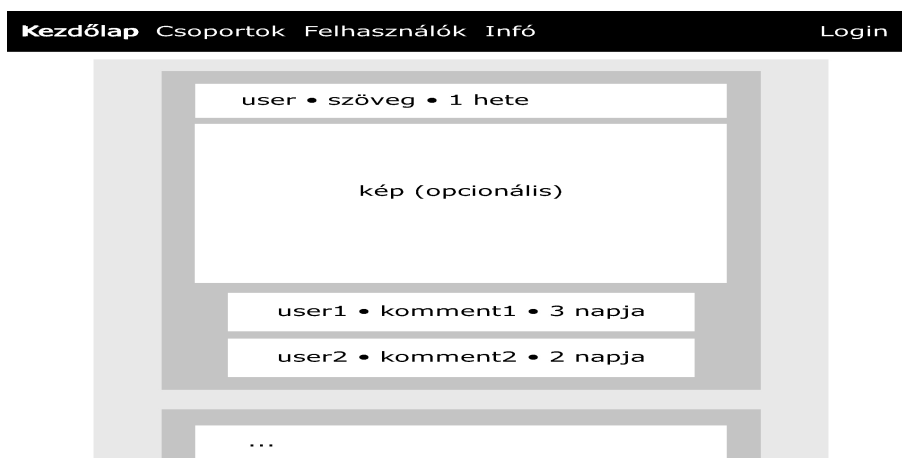 Kezdőlap Csoportok Felhasználók Infó Login
user • szöveg • 1 hete
kép (opcionális)
user1 • komment1 • 3 napja
user2 • komment2 • 2 napja
...